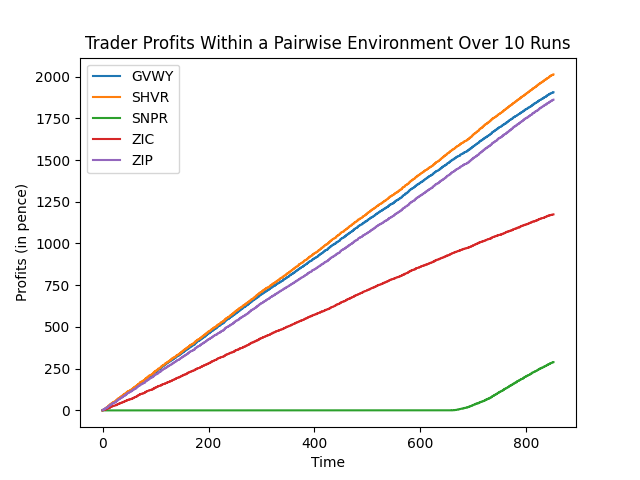 Trader Profits Within a Pairwise Environment Over 10 Runs
GVWY
SHVR
SNPR
ZIC
ZIP
2000
1750
1500
1250
1000
750
500
250
0
Profits (in pence)
0 200 400 600 800
Time